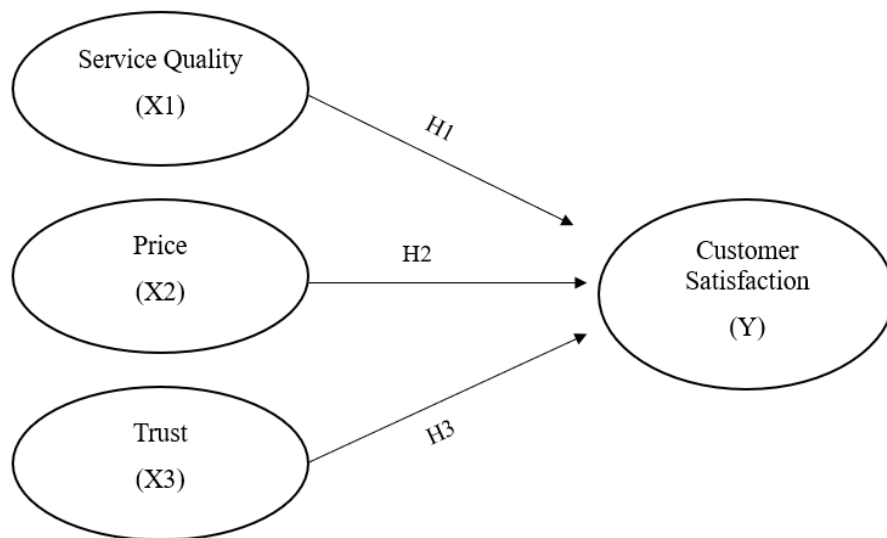 Service Quality
(X1)
H1
Price
(X2)
H2
Customer
Satisfaction
(Y)
Trust
(X3)
H3